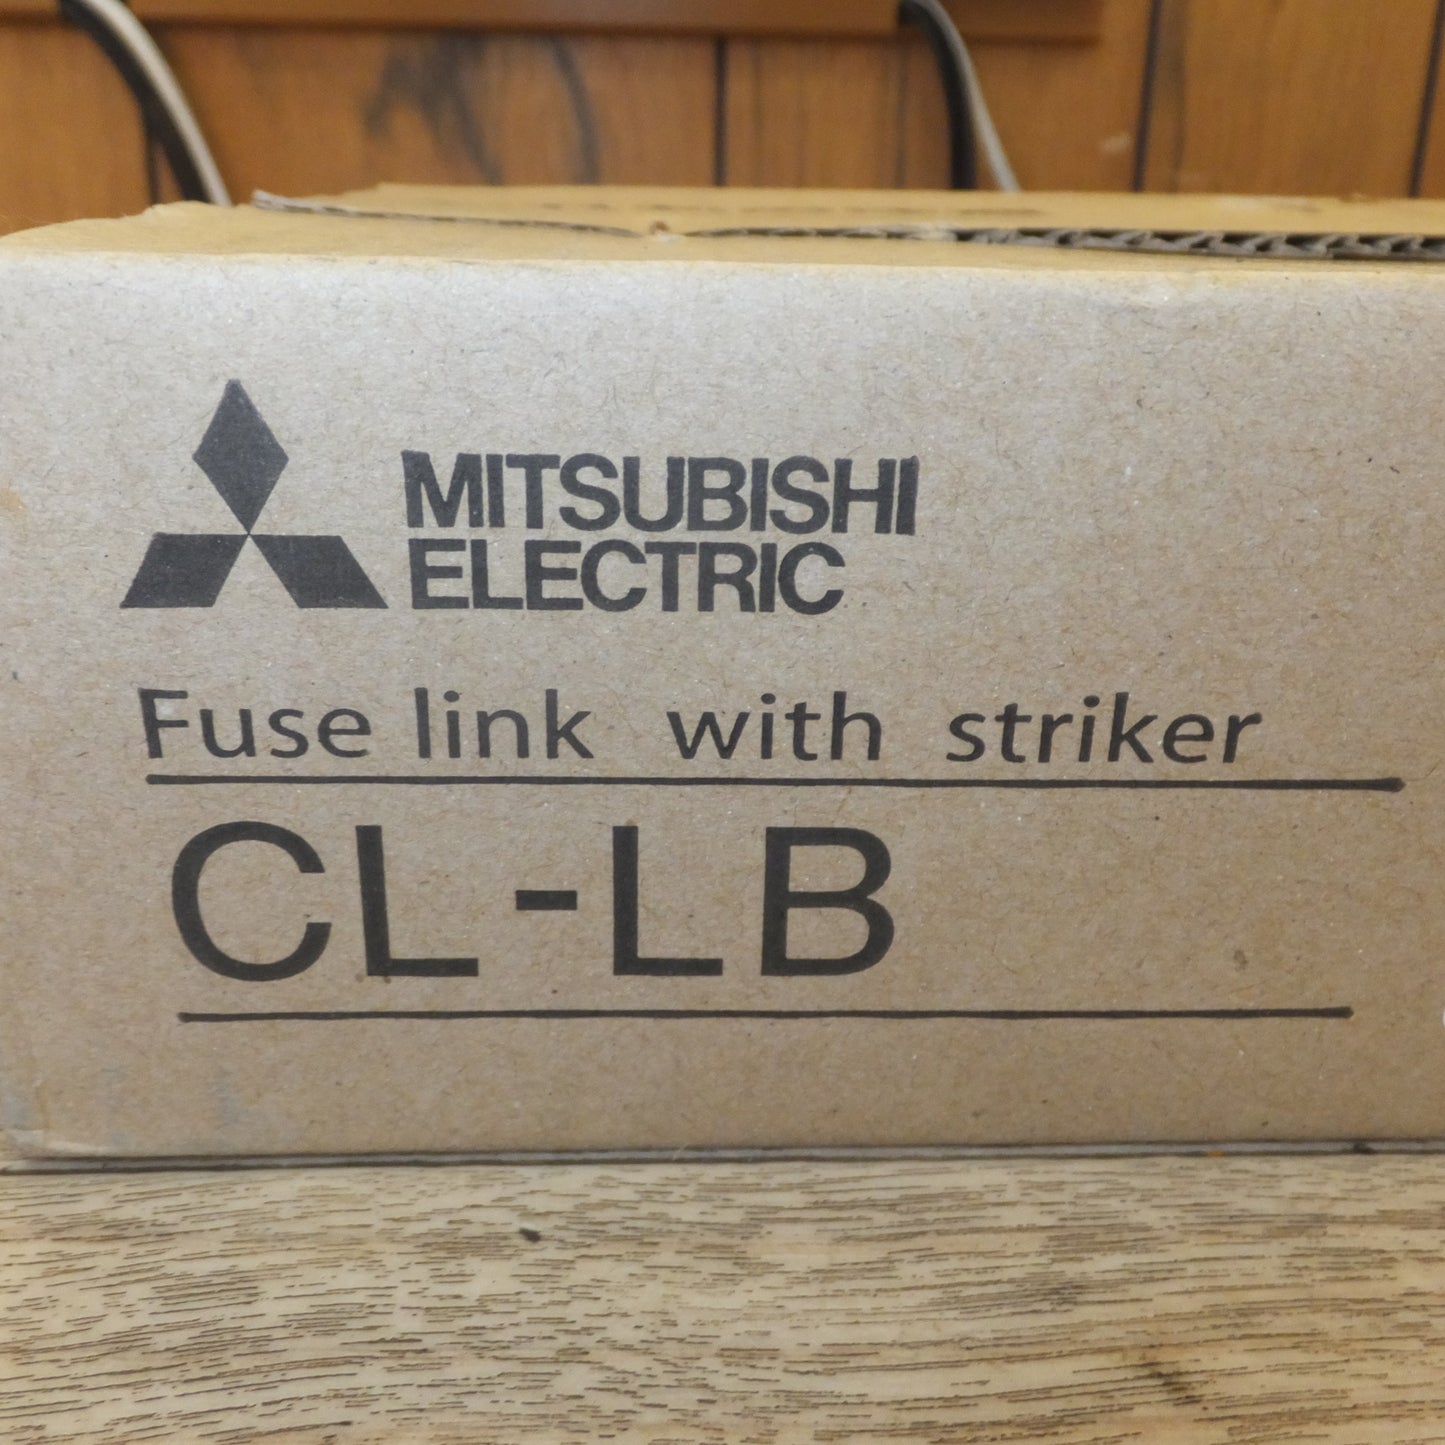 MITSUBISHI
ELECTRIC
Fuse link with striker
CL-LB